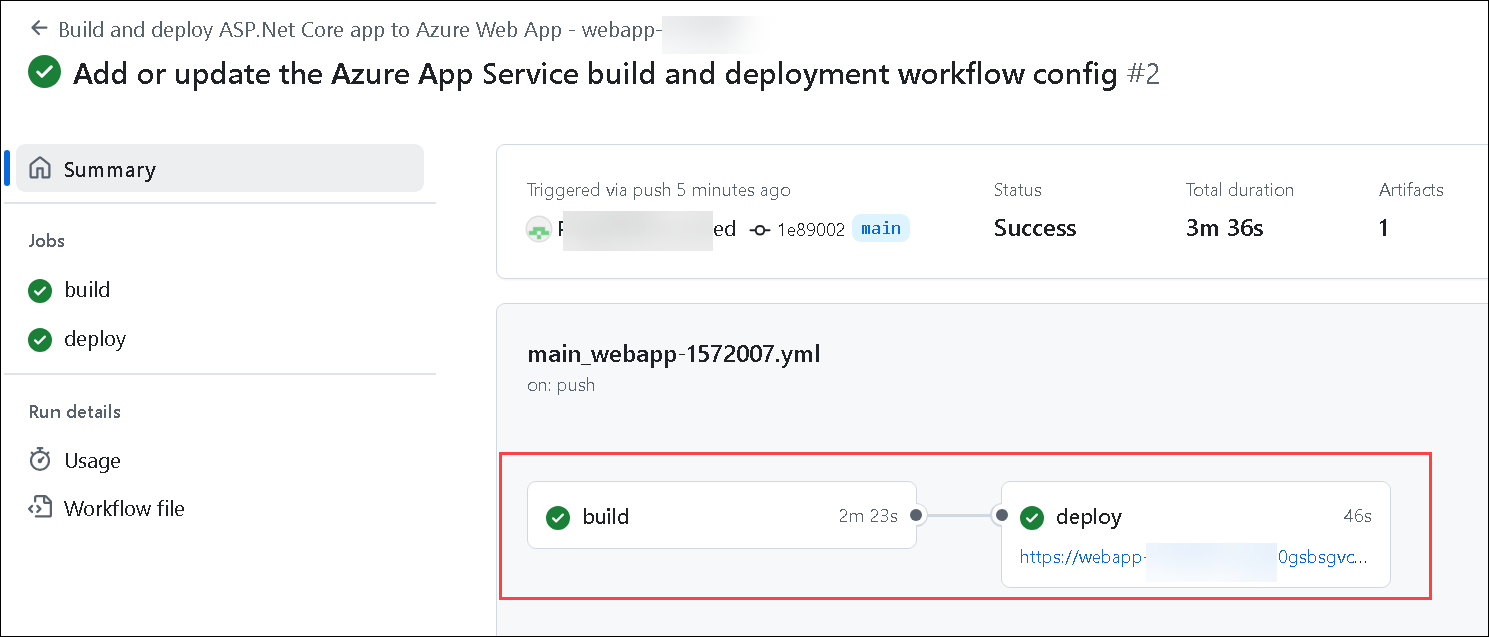 Build and deploy ASP.Net Core app to Azure Web App - webapp-
Add or update the Azure App Service build and deployment workflow config #2
Summary
Jobs
build
deploy
Run details
Usage
Workflow file
Triggered via push 5 minutes ago
ed 1e89002 main
Status
Success
Total duration
3m 36s
Artifacts
1
main_webapp-1572007.yml
on: push
build 2m 23s
deploy 46s
https://webapp- 0gsbsgvc...